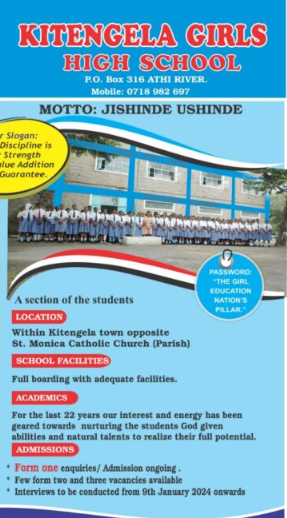 KITENGELA GIRLS
HIGH SCHOOL
P.O. Box 316 ATHI RIVER.
Mobile: 0718 982 697
MOTTO: JISHINDE USHINDE
Slogan:
Discipline is
Strength
Value Addition
Guarantee.
PASSWORD:
"THE GIRL
EDUCATION
NATION'S
PILLAR."
A section of the students
LOCATION
Within Kitengela town opposite
St. Monica Catholic Church (Parish)
SCHOOL FACILITIES
Full boarding with adequate facilities.
ACADEMICS
For the last 22 years our interest and energy has been
geared towards nurturing the students God given
abilities and natural talents to realize their full potential.
ADMISSIONS
* Form one enquiries/ Admission ongoing .
* Few form two and three vacancies available
* Interviews to be conducted from 9th January 2024 onwards